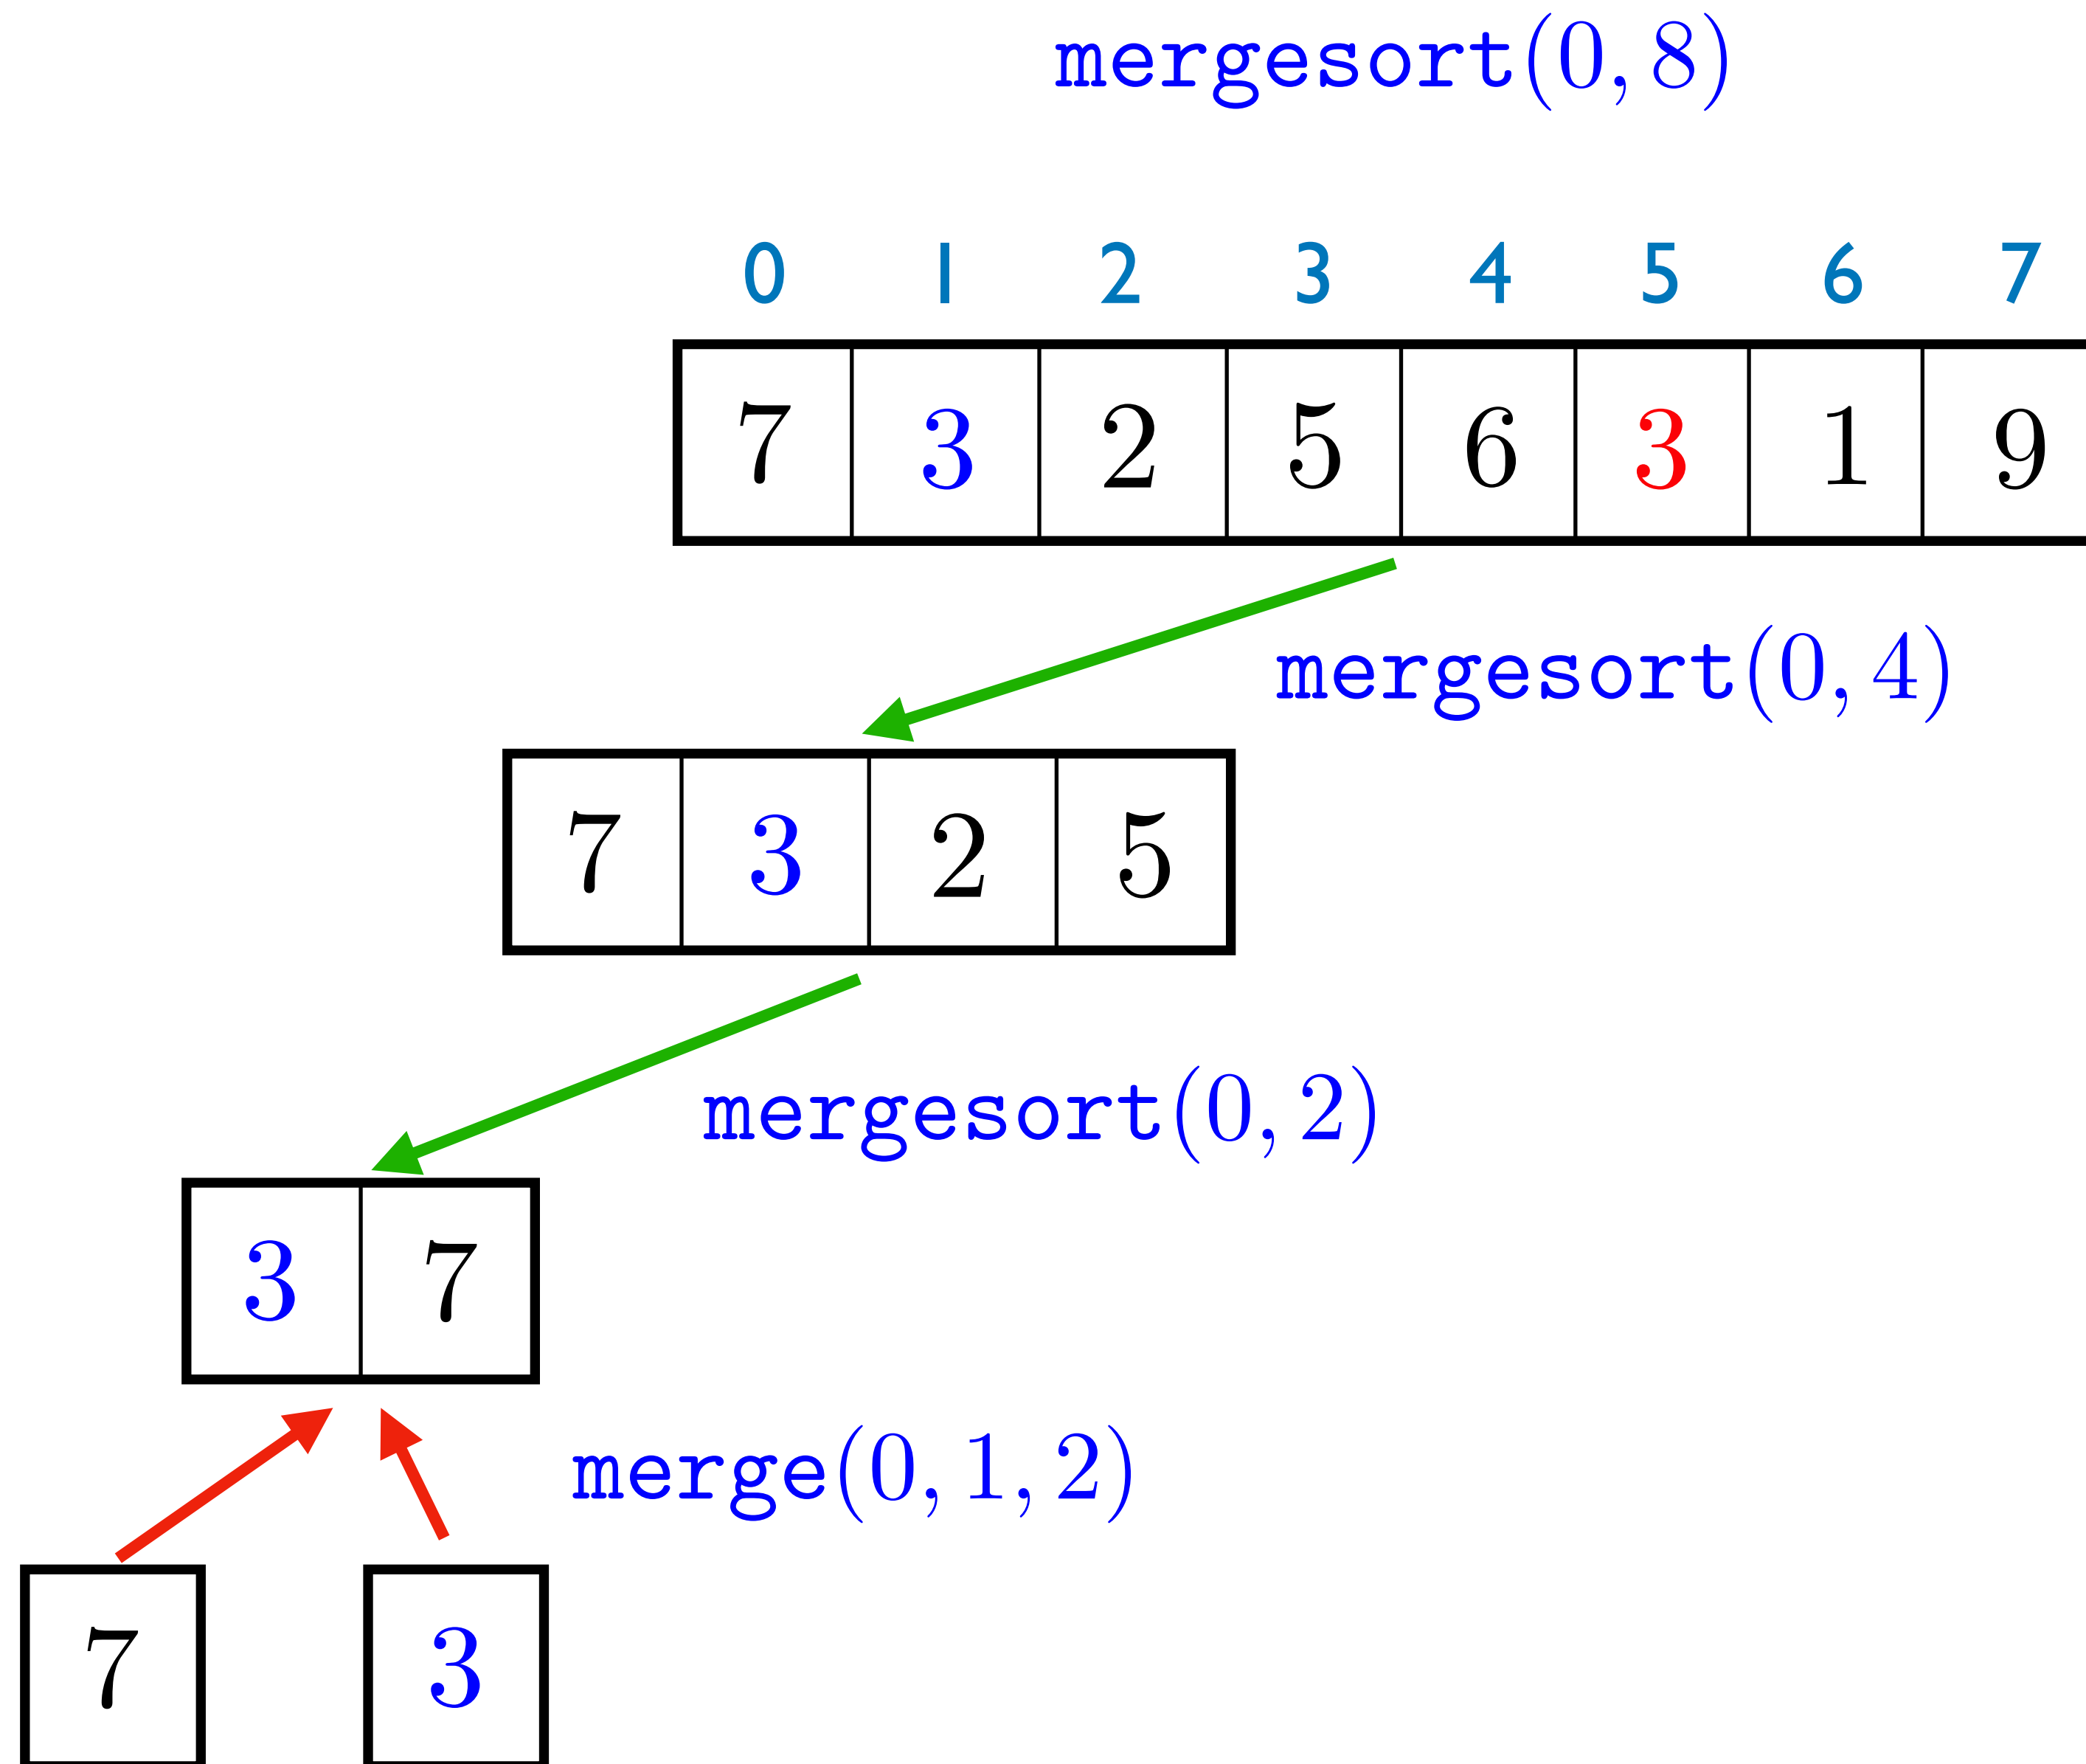 mergesort(0, 8)
0 1 2 3 4 5 6 7
7 3 2 5 6 3 1 9
mergesort(0, 4)
7 3 2 5
mergesort(0, 2)
3 7
merge(0, 1, 2)
7 3